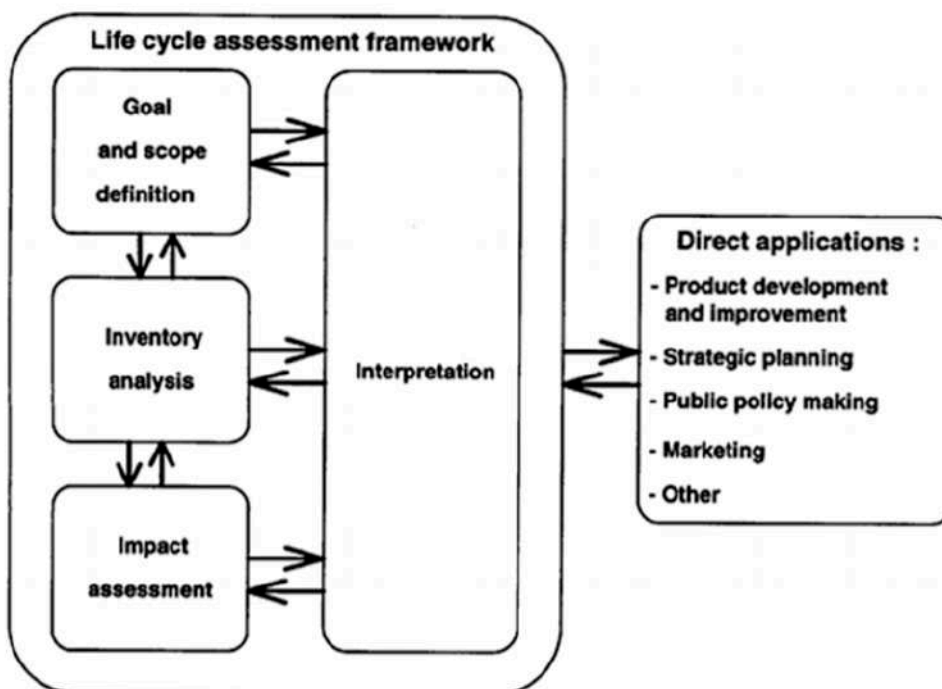 Life cycle assessment framework
Goal
and scope
definition
Inventory
analysis
Impact
assessment
Interpretation
Direct applications :
- Product development
and improvement
- Strategic planning
- Public policy making
- Marketing
- Other